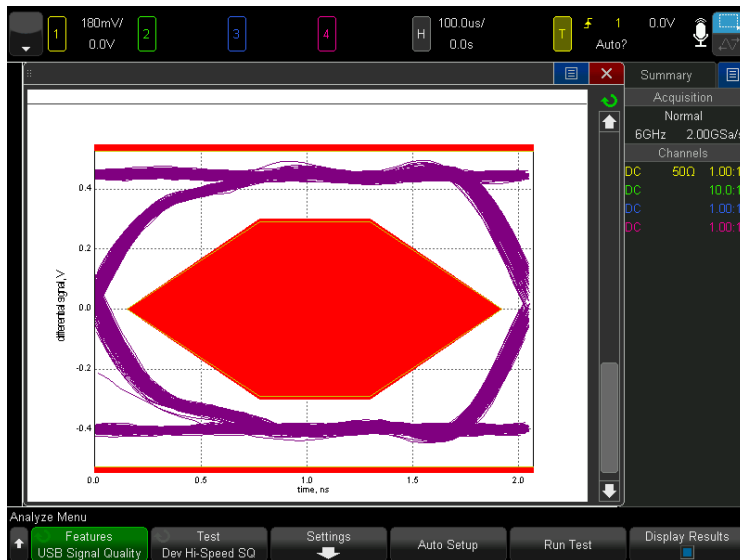 1 180mV/ 0.0V
2
3
4
H 100.0us/ 0.0s
T 1 0.0V
Auto?
Summary
Acquisition
Normal
6GHz 2.00GSa/s
Channels
DC 50Ω 1.00:1
DC 10.0:1
DC 1.00:1
DC 1.00:1
differential signal, V
0.4
0.2
0.0
-0.2
-0.4
0.0 0.5 1.0 1.5 2.0
time, ns
Analyze Menu
Features
USB Signal Quality
Test
Dev Hi-Speed SQ
Settings
Auto Setup
Run Test
Display Results